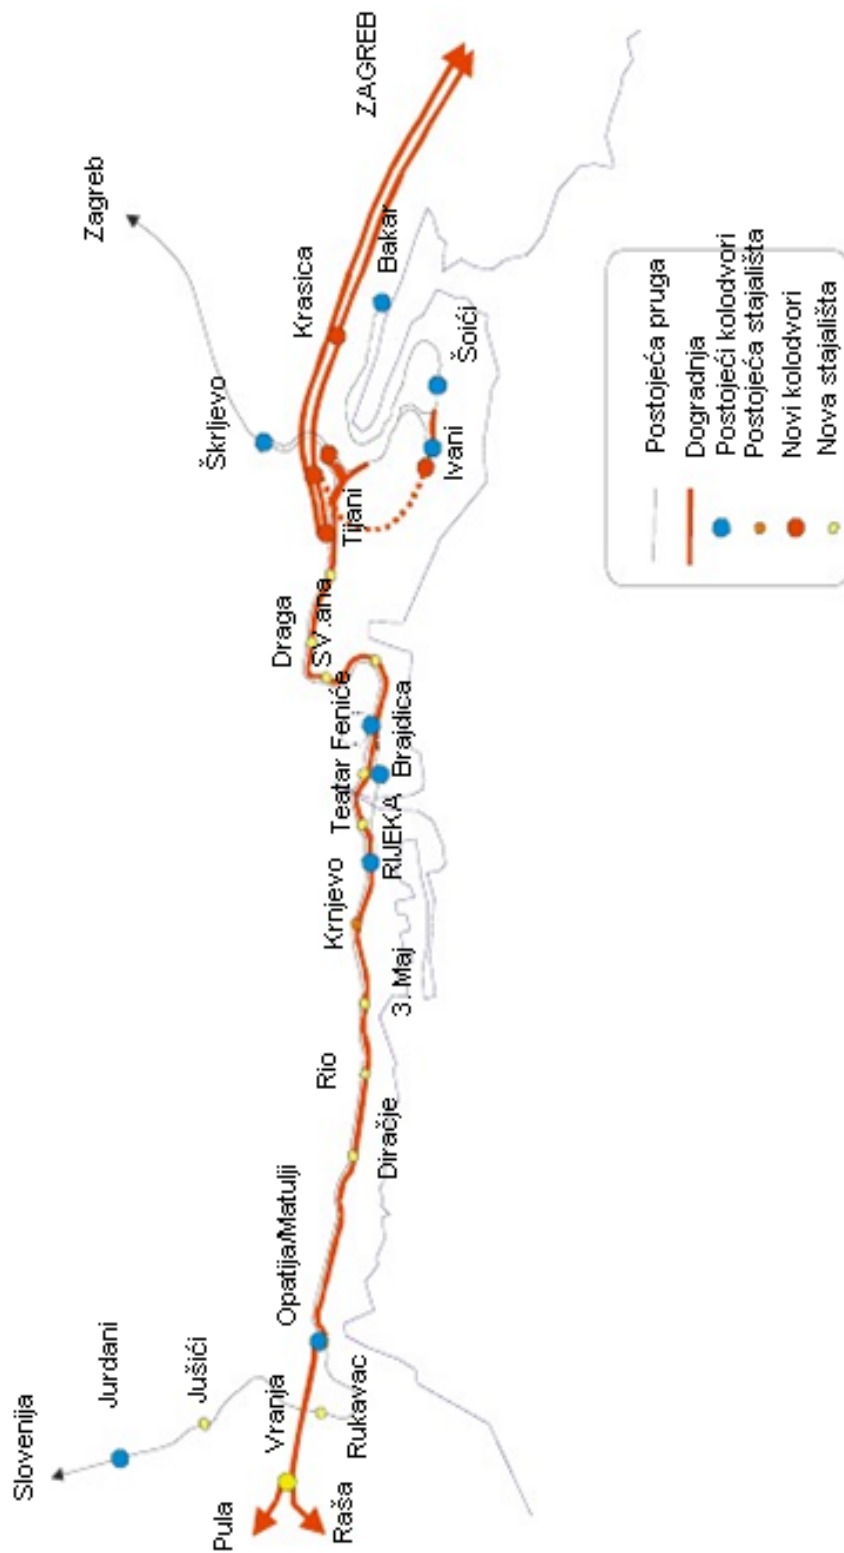 Slovenija
Jurdani
Jušići
Pula
Vranja
Raša
Rukavac
Opatija/Matulji
Diračje
Rio
3. Maj
Krnjevo
RIJEKA
Teatar Feniće
Brajdica
SV.ana
Draga
Tijani
Škrljevo
Ivani
Šoići
Krasica
Bakar
Zagreb
ZAGREB
Postojeća pruga
Dogradnja
Postojeći kolodvori
Postojeća stajališta
Novi kolodvori
Nova stajališta